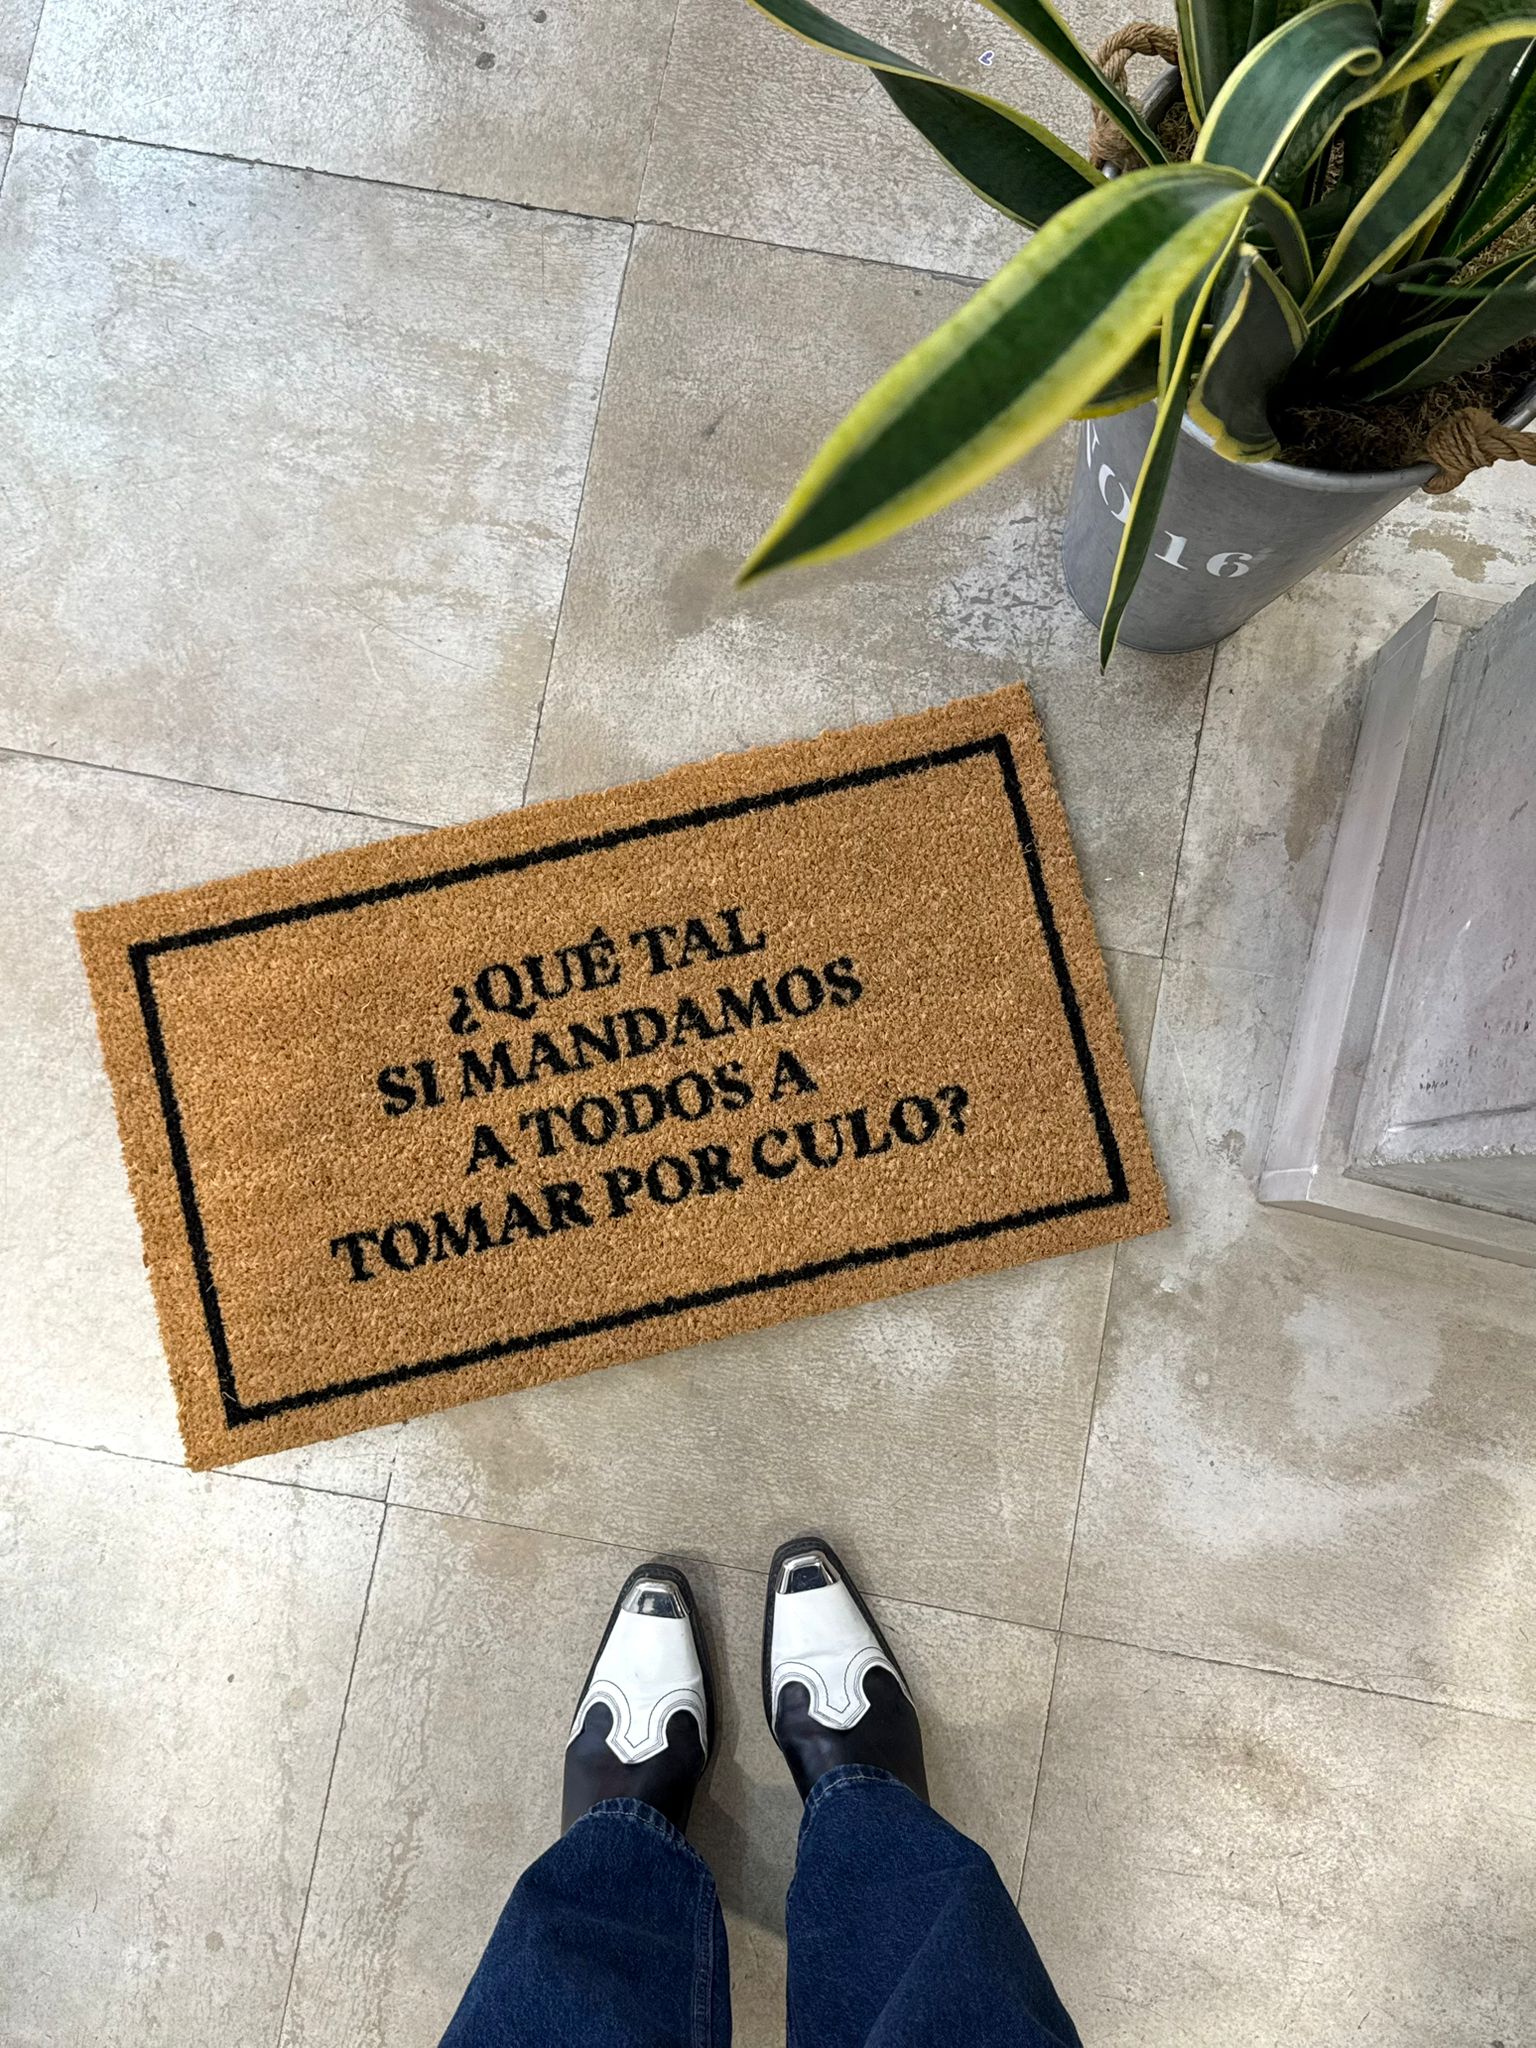 ¿QUÉ TAL
SI MANDAMOS
A TODOS A
TOMAR POR CULO?
16